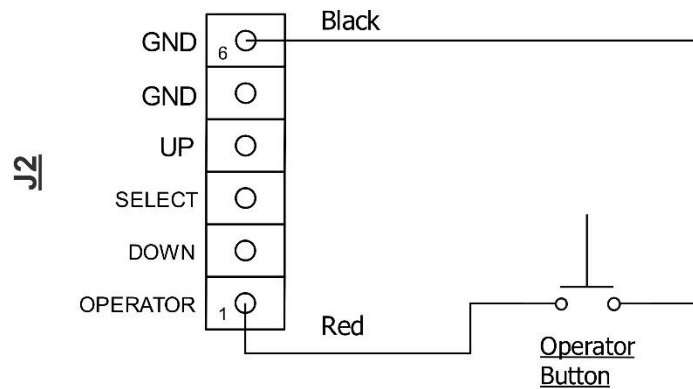 Black
GND
6
GND
UP
J2
SELECT
DOWN
OPERATOR
1
Red
Operator
Button